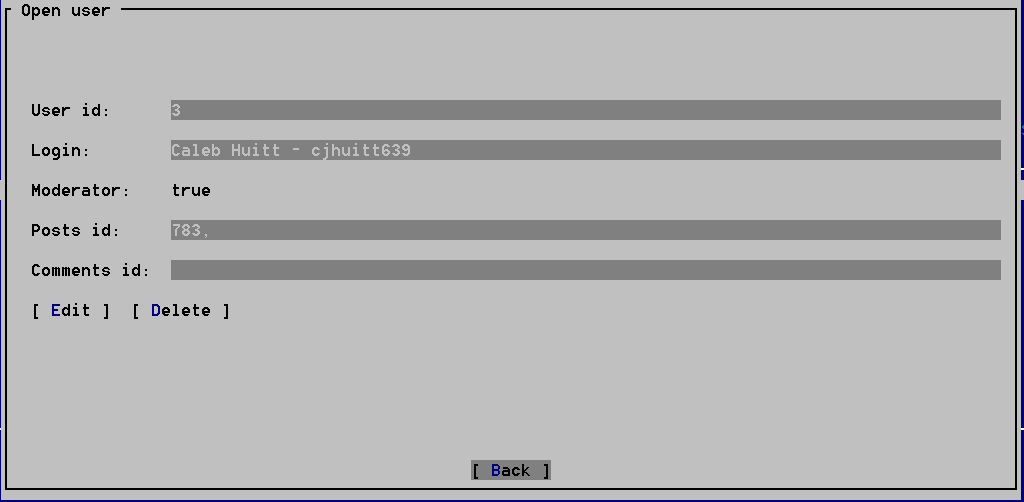 Open user
User id: 3
Login: Caleb Huitt - cjhuitt639
Moderator: true
Posts id: 783,
Comments id:
[ Edit ] [ Delete ]
[ Back ]